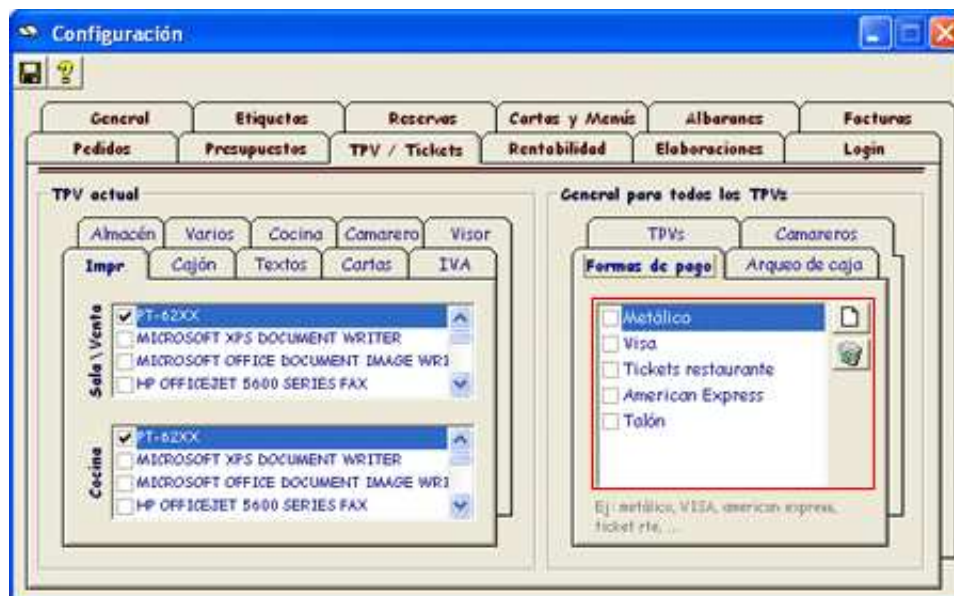 Configuración
General Etiquetas Reservas Cartas y Menús Albaranes Facturas
Pedidos Presupuestos TPV / Tickets Rentabilidad Elaboraciones Login
TPV actual
Almacén Varios Cocina Camarero Visor
Impr Cajón Textos Cartas IVA
Sala \ Venta
PT-62XX
MICROSOFT XPS DOCUMENT WRITER
MICROSOFT OFFICE DOCUMENT IMAGE WRI
HP OFFICEJET 5600 SERIES FAX
Cocina
PT-62XX
MICROSOFT XPS DOCUMENT WRITER
MICROSOFT OFFICE DOCUMENT IMAGE WRI
HP OFFICEJET 5600 SERIES FAX
General para todos los TPVs
TPVs Camareros
Formas de pago Arqueo de caja
Metálico
Visa
Tickets restaurante
American Express
Talón
Ej: metálico, VISA, american express,
ticket rte, ...